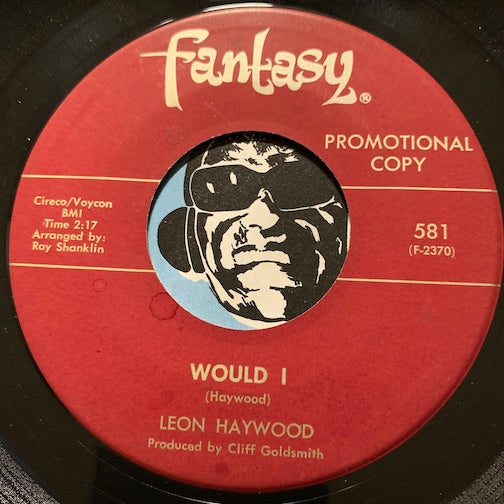 fantasy®
PROMOTIONAL
COPY
Cireco/Voycon
BMI
Time 2:17
Arranged by:
Ray Shanklin
581
(F-2370)
WOULD I
(Haywood)
LEON HAYWOOD
Produced by Cliff Goldsmith